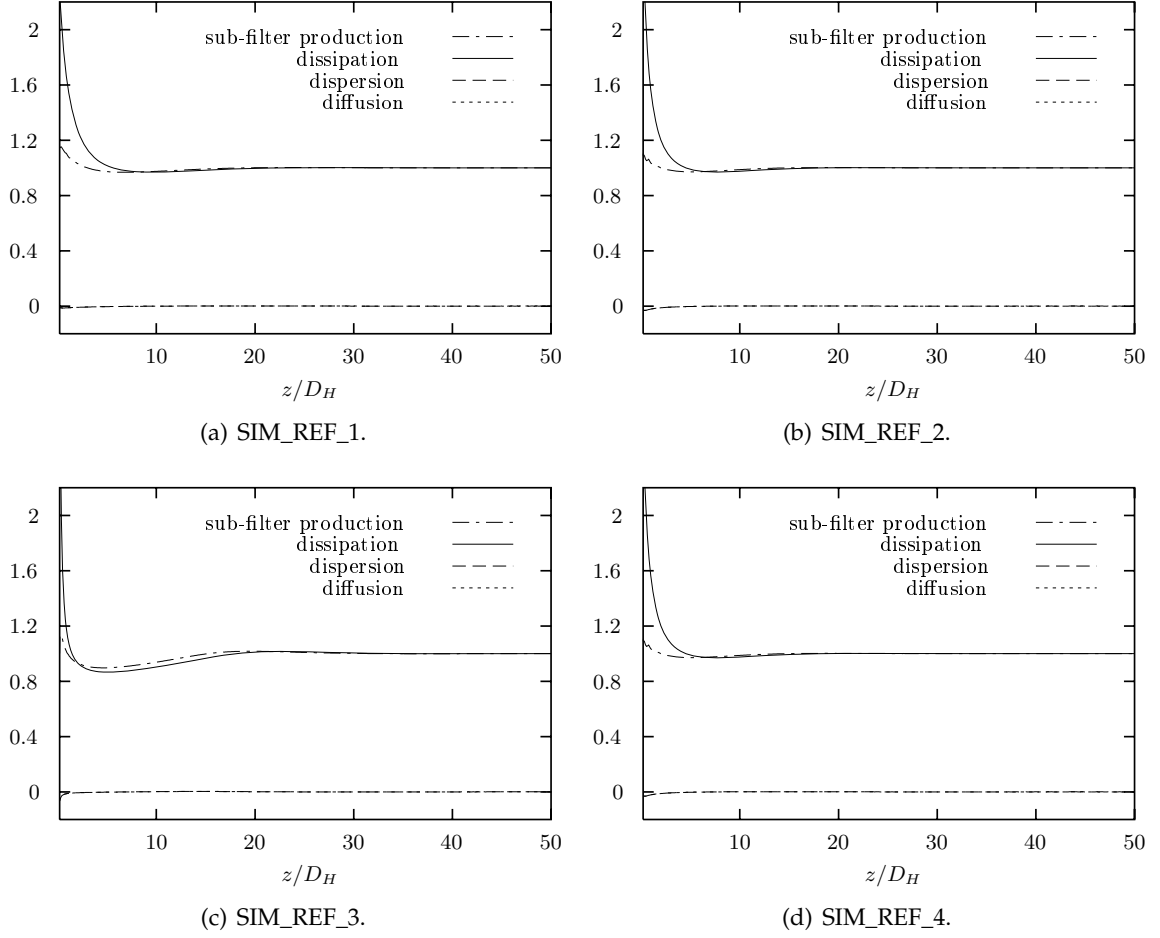 2
1.6
1.2
0.8
0.4
0
sub-filter production
dissipation
dispersion
diffusion
10 20 30 40 50
z/D_H
(a) SIM_REF_1.
2
1.6
1.2
0.8
0.4
0
sub-filter production
dissipation
dispersion
diffusion
10 20 30 40 50
z/D_H
(b) SIM_REF_2.
2
1.6
1.2
0.8
0.4
0
sub-filter production
dissipation
dispersion
diffusion
10 20 30 40 50
z/D_H
(c) SIM_REF_3.
2
1.6
1.2
0.8
0.4
0
sub-filter production
dissipation
dispersion
diffusion
10 20 30 40 50
z/D_H
(d) SIM_REF_4.